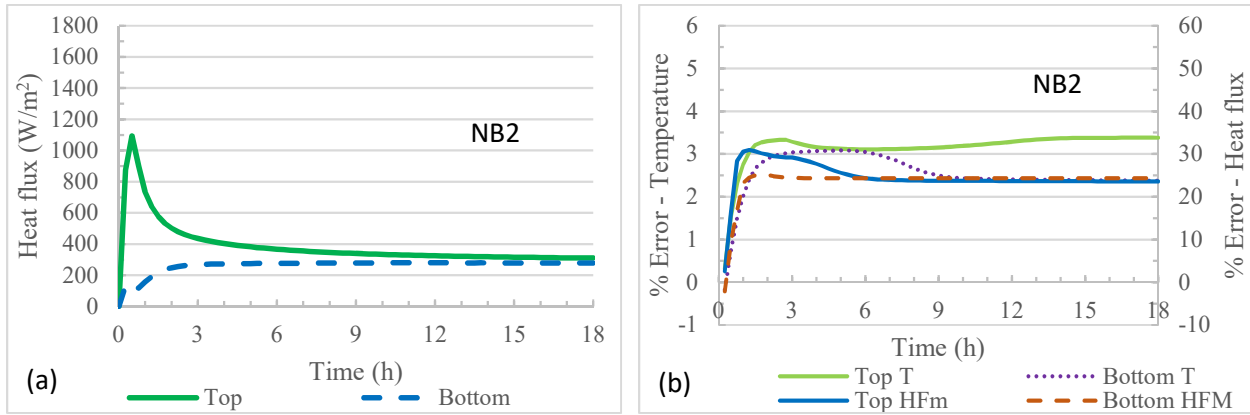 1800
1600
1400
1200
1000
800
600
400
200
0
Heat flux (W/m²)
NB2
0 3 6 9 12 15 18
Time (h)
(a)
Top Bottom
6
5
4
3
2
1
0
-1
% Error - Temperature
NB2
60
50
40
30
20
10
0
-10
% Error - Heat flux
0 3 6 9 12 15 18
Time (h)
(b)
Top T Bottom T
Top HFm Bottom HFM